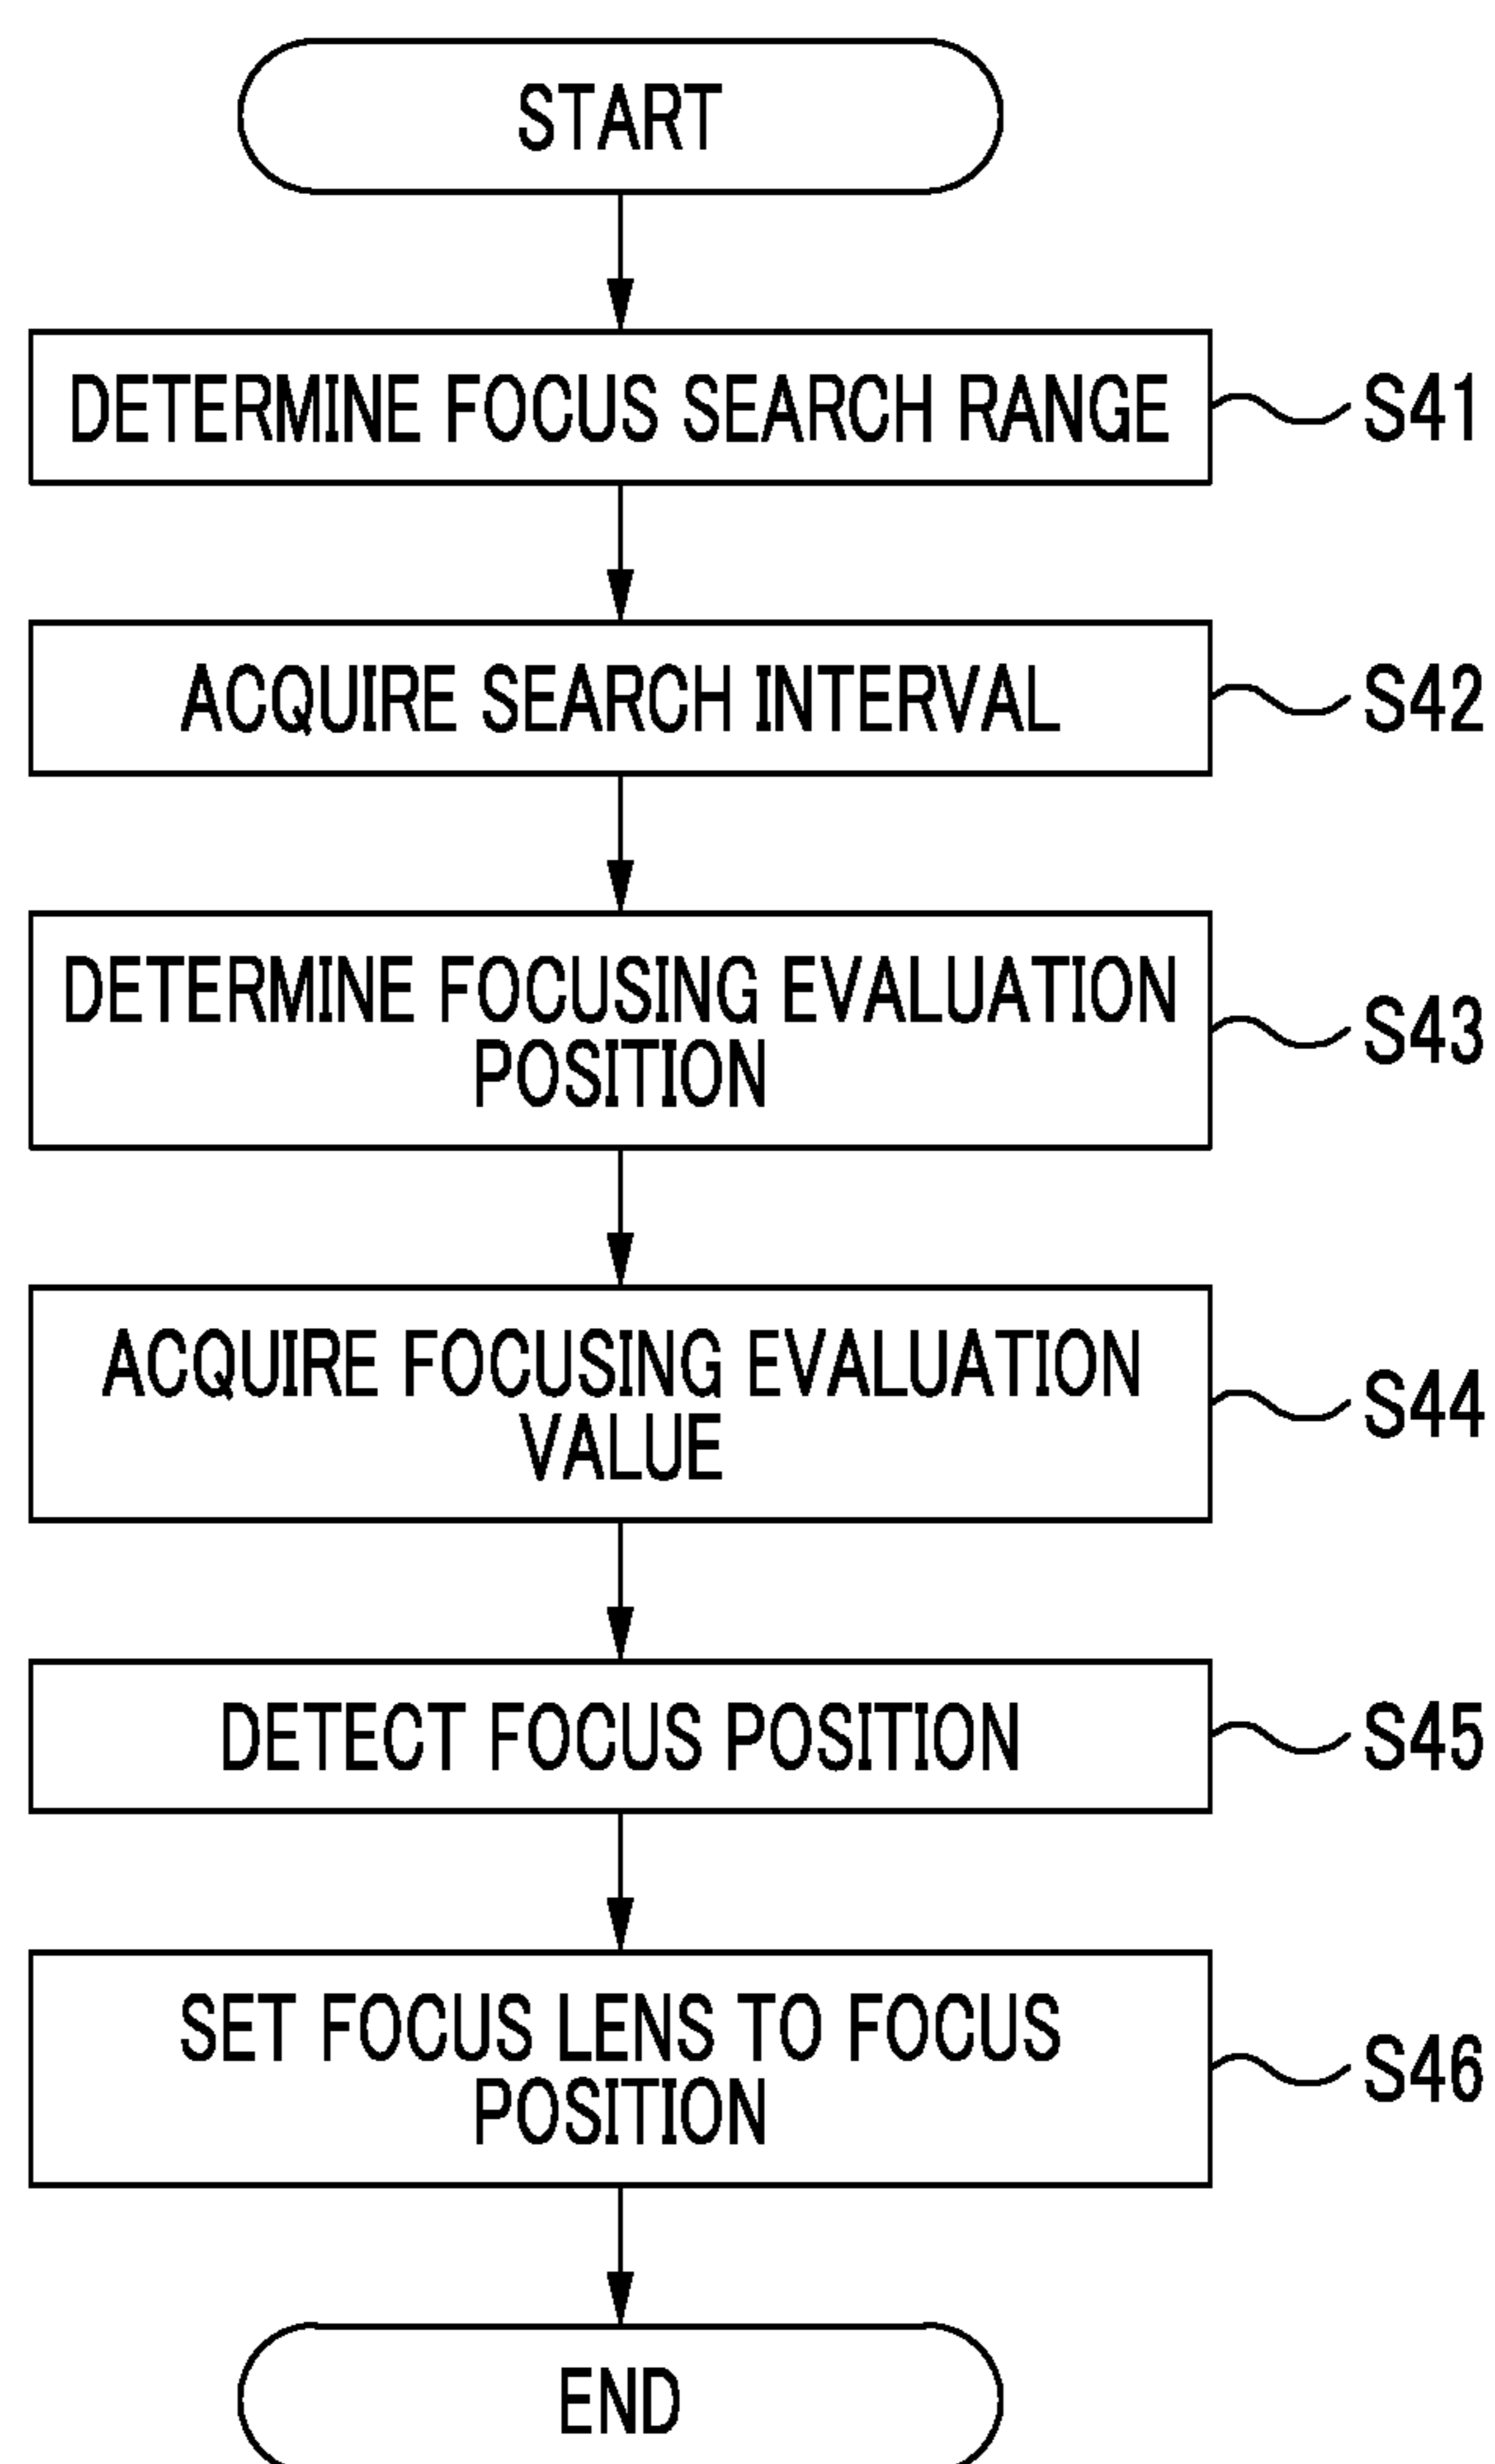 START
DETERMINE FOCUS SEARCH RANGE
S41
ACQUIRE SEARCH INTERVAL
S42
DETERMINE FOCUSING EVALUATION
POSITION
S43
ACQUIRE FOCUSING EVALUATION
VALUE
S44
DETECT FOCUS POSITION
S45
SET FOCUS LENS TO FOCUS
POSITION
S46
END